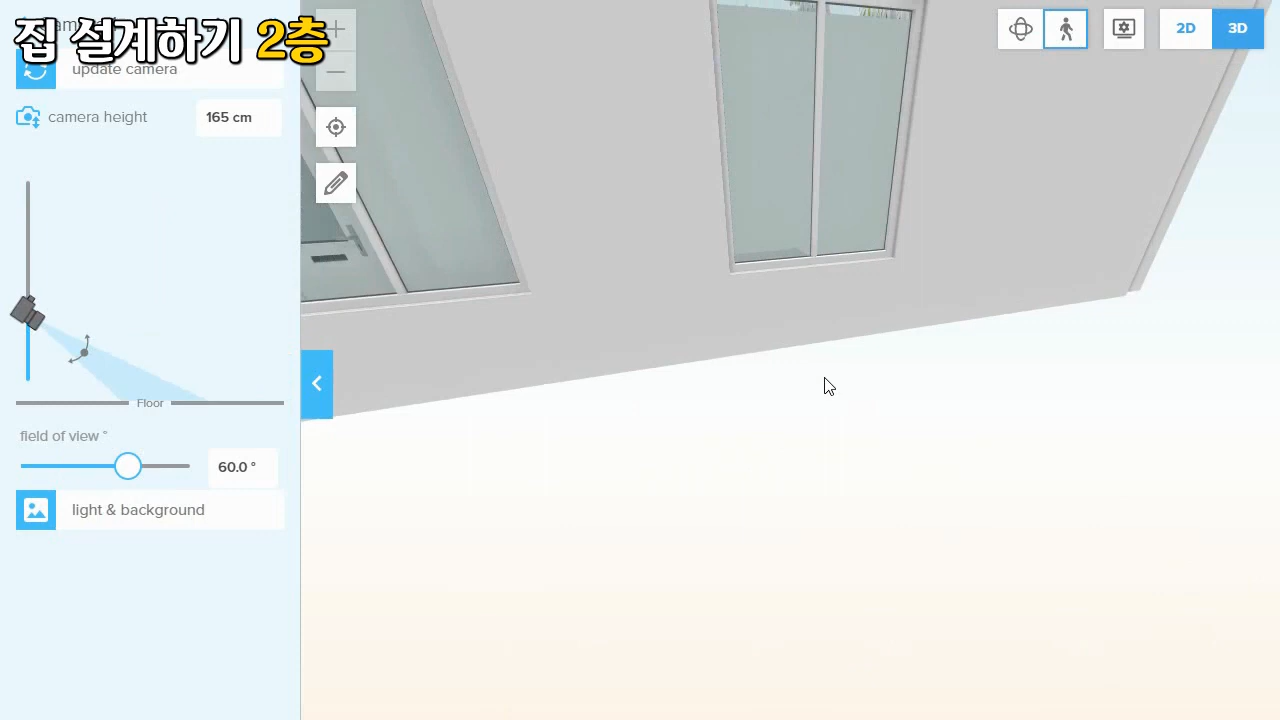 집 설계하기 2층
update camera
camera height
165 cm
Floor
field of view °
60.0 °
light & background
2D
3D